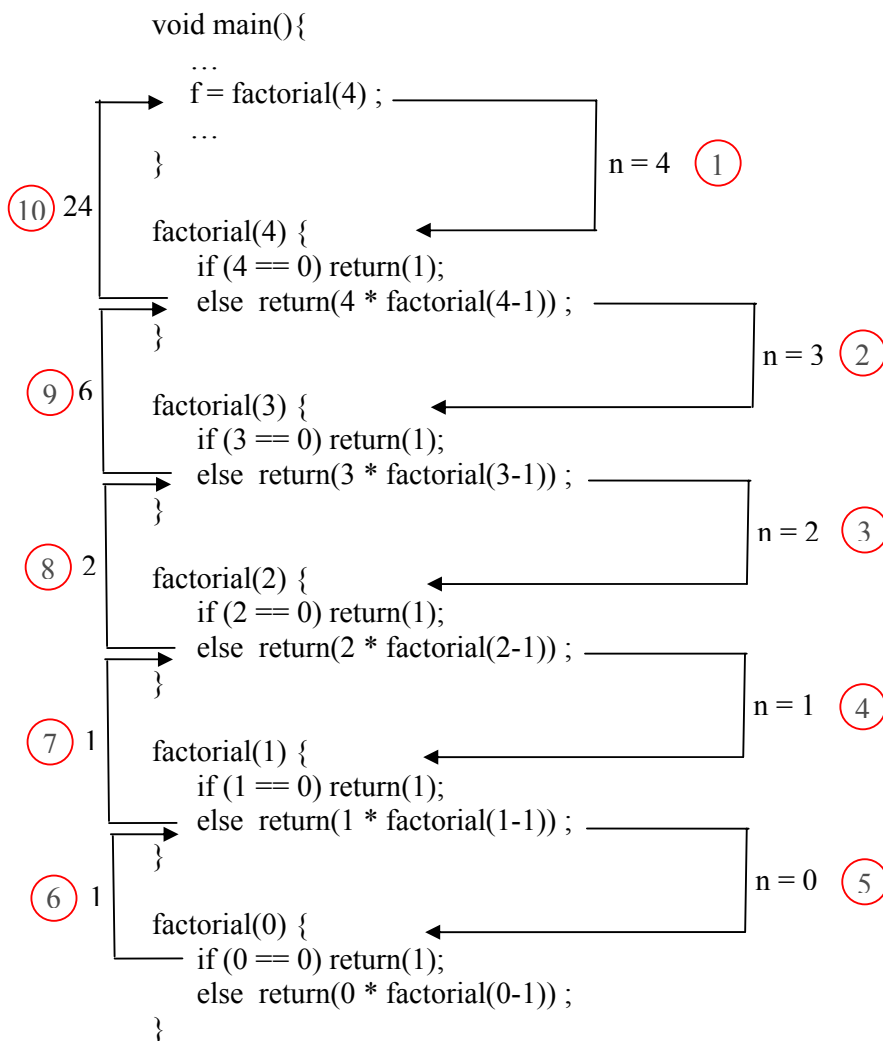 void main(){
…
f = factorial(4) ;
…
}
n = 4 1
10 24
factorial(4) {
if (4 == 0) return(1);
else return(4 * factorial(4-1)) ;
}
n = 3 2
9 6
factorial(3) {
if (3 == 0) return(1);
else return(3 * factorial(3-1)) ;
}
n = 2 3
8 2
factorial(2) {
if (2 == 0) return(1);
else return(2 * factorial(2-1)) ;
}
n = 1 4
7 1
factorial(1) {
if (1 == 0) return(1);
else return(1 * factorial(1-1)) ;
}
n = 0 5
6 1
factorial(0) {
if (0 == 0) return(1);
else return(0 * factorial(0-1)) ;
}